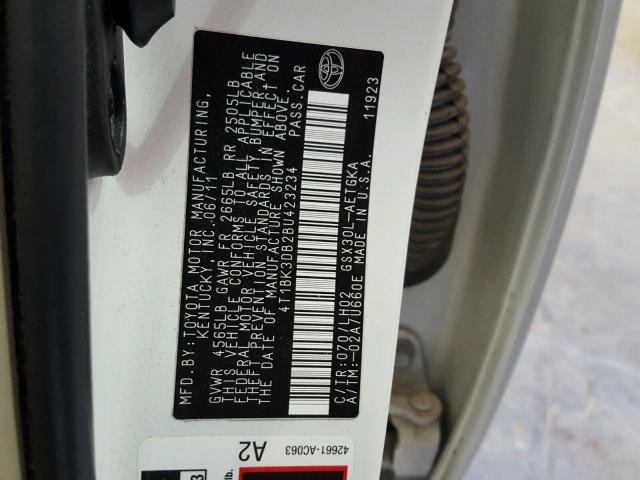 MFD.BY:TOYOTA MOTOR MANUFACTURING,
KENTUCKY, INC. 06/11
GVWR 4565LB GAWR FR 2665LB RR 2505LB
THIS VEHICLE CONFORMS TO ALL APPLICABLE
FEDERAL MOTOR VEHICLE SAFETY, BUMPER, AND
THEFT PREVENTION STANDARDS IN EFFECT ON
THE DATE OF MANUFACTURE SHOWN ABOVE.
4T1BK3DB2BU423234 PASS.CAR
C/TR:070/LH02 GSX30L-AETGKA
A/TM:-02A/U660E MADE IN U.S.A. 11923
42661-AC063
A2
lb.